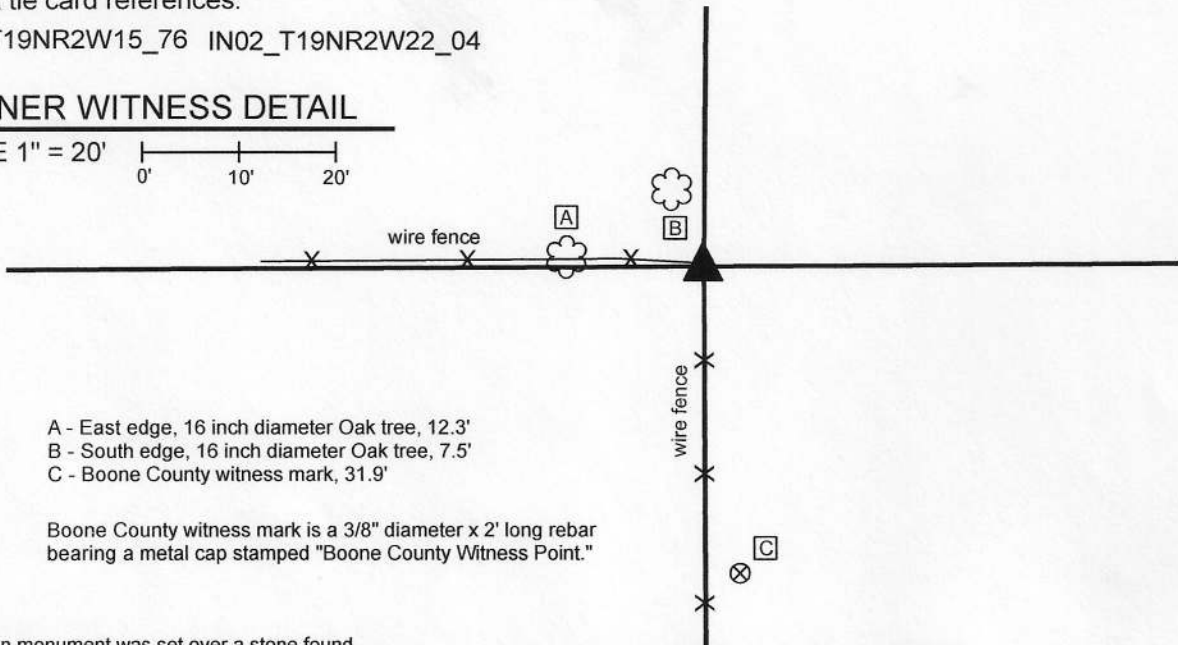 tie card references:
T19NR2W15_76 IN02_T19NR2W22_04
NER WITNESS DETAIL
E 1" = 20'
0' 10' 20'
wire fence
A
B
wire fence
A - East edge, 16 inch diameter Oak tree, 12.3'
B - South edge, 16 inch diameter Oak tree, 7.5'
C - Boone County witness mark, 31.9'
Boone County witness mark is a 3/8" diameter x 2' long rebar
bearing a metal cap stamped "Boone County Witness Point."
C
n monument was set over a stone found